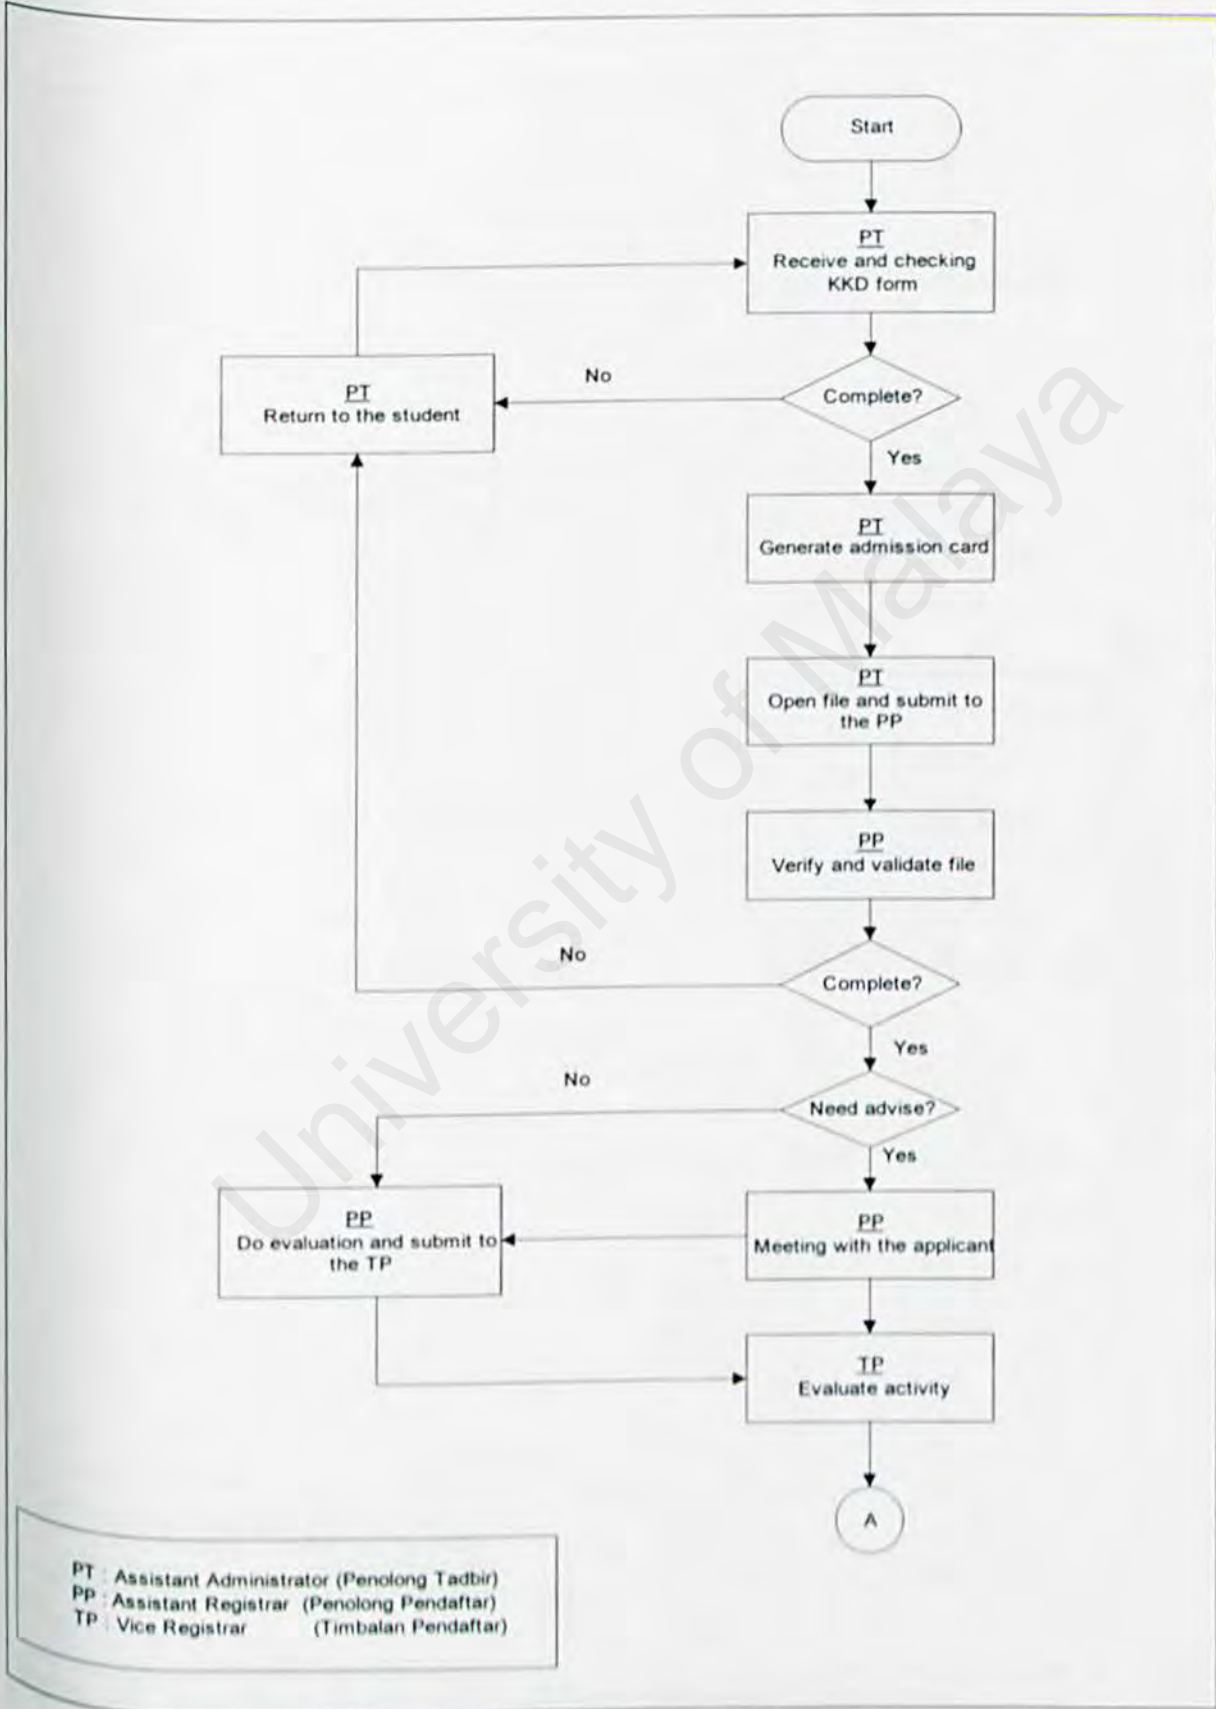 Start
PT
Receive and checking
KKD form
No
Complete?
PT
Return to the student
Yes
PT
Generate admission card
PT
Open file and submit to
the PP
PP
Verify and validate file
No
Complete?
Yes
No
Need advise?
Yes
PP
Do evaluation and submit to
the TP
PP
Meeting with the applicant
TP
Evaluate activity
A
PT : Assistant Administrator (Penolong Tadbir)
PP : Assistant Registrar (Penolong Pendaftar)
TP : Vice Registrar (Timbalan Pendaftar)
University of Malaya